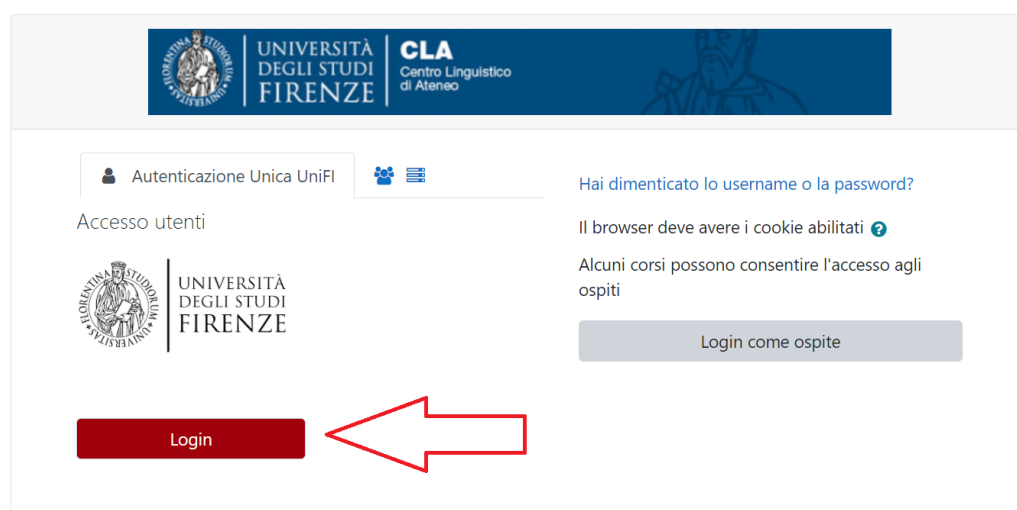 UNIVERSITÀ
DEGLI STUDI
FIRENZE
CLA
Centro Linguistico
di Ateneo
Autenticazione Unica UniFI
Accesso utenti
UNIVERSITÀ
DEGLI STUDI
FIRENZE
Login
Hai dimenticato lo username o la password?
Il browser deve avere i cookie abilitati
Alcuni corsi possono consentire l'accesso agli
ospiti
Login come ospite